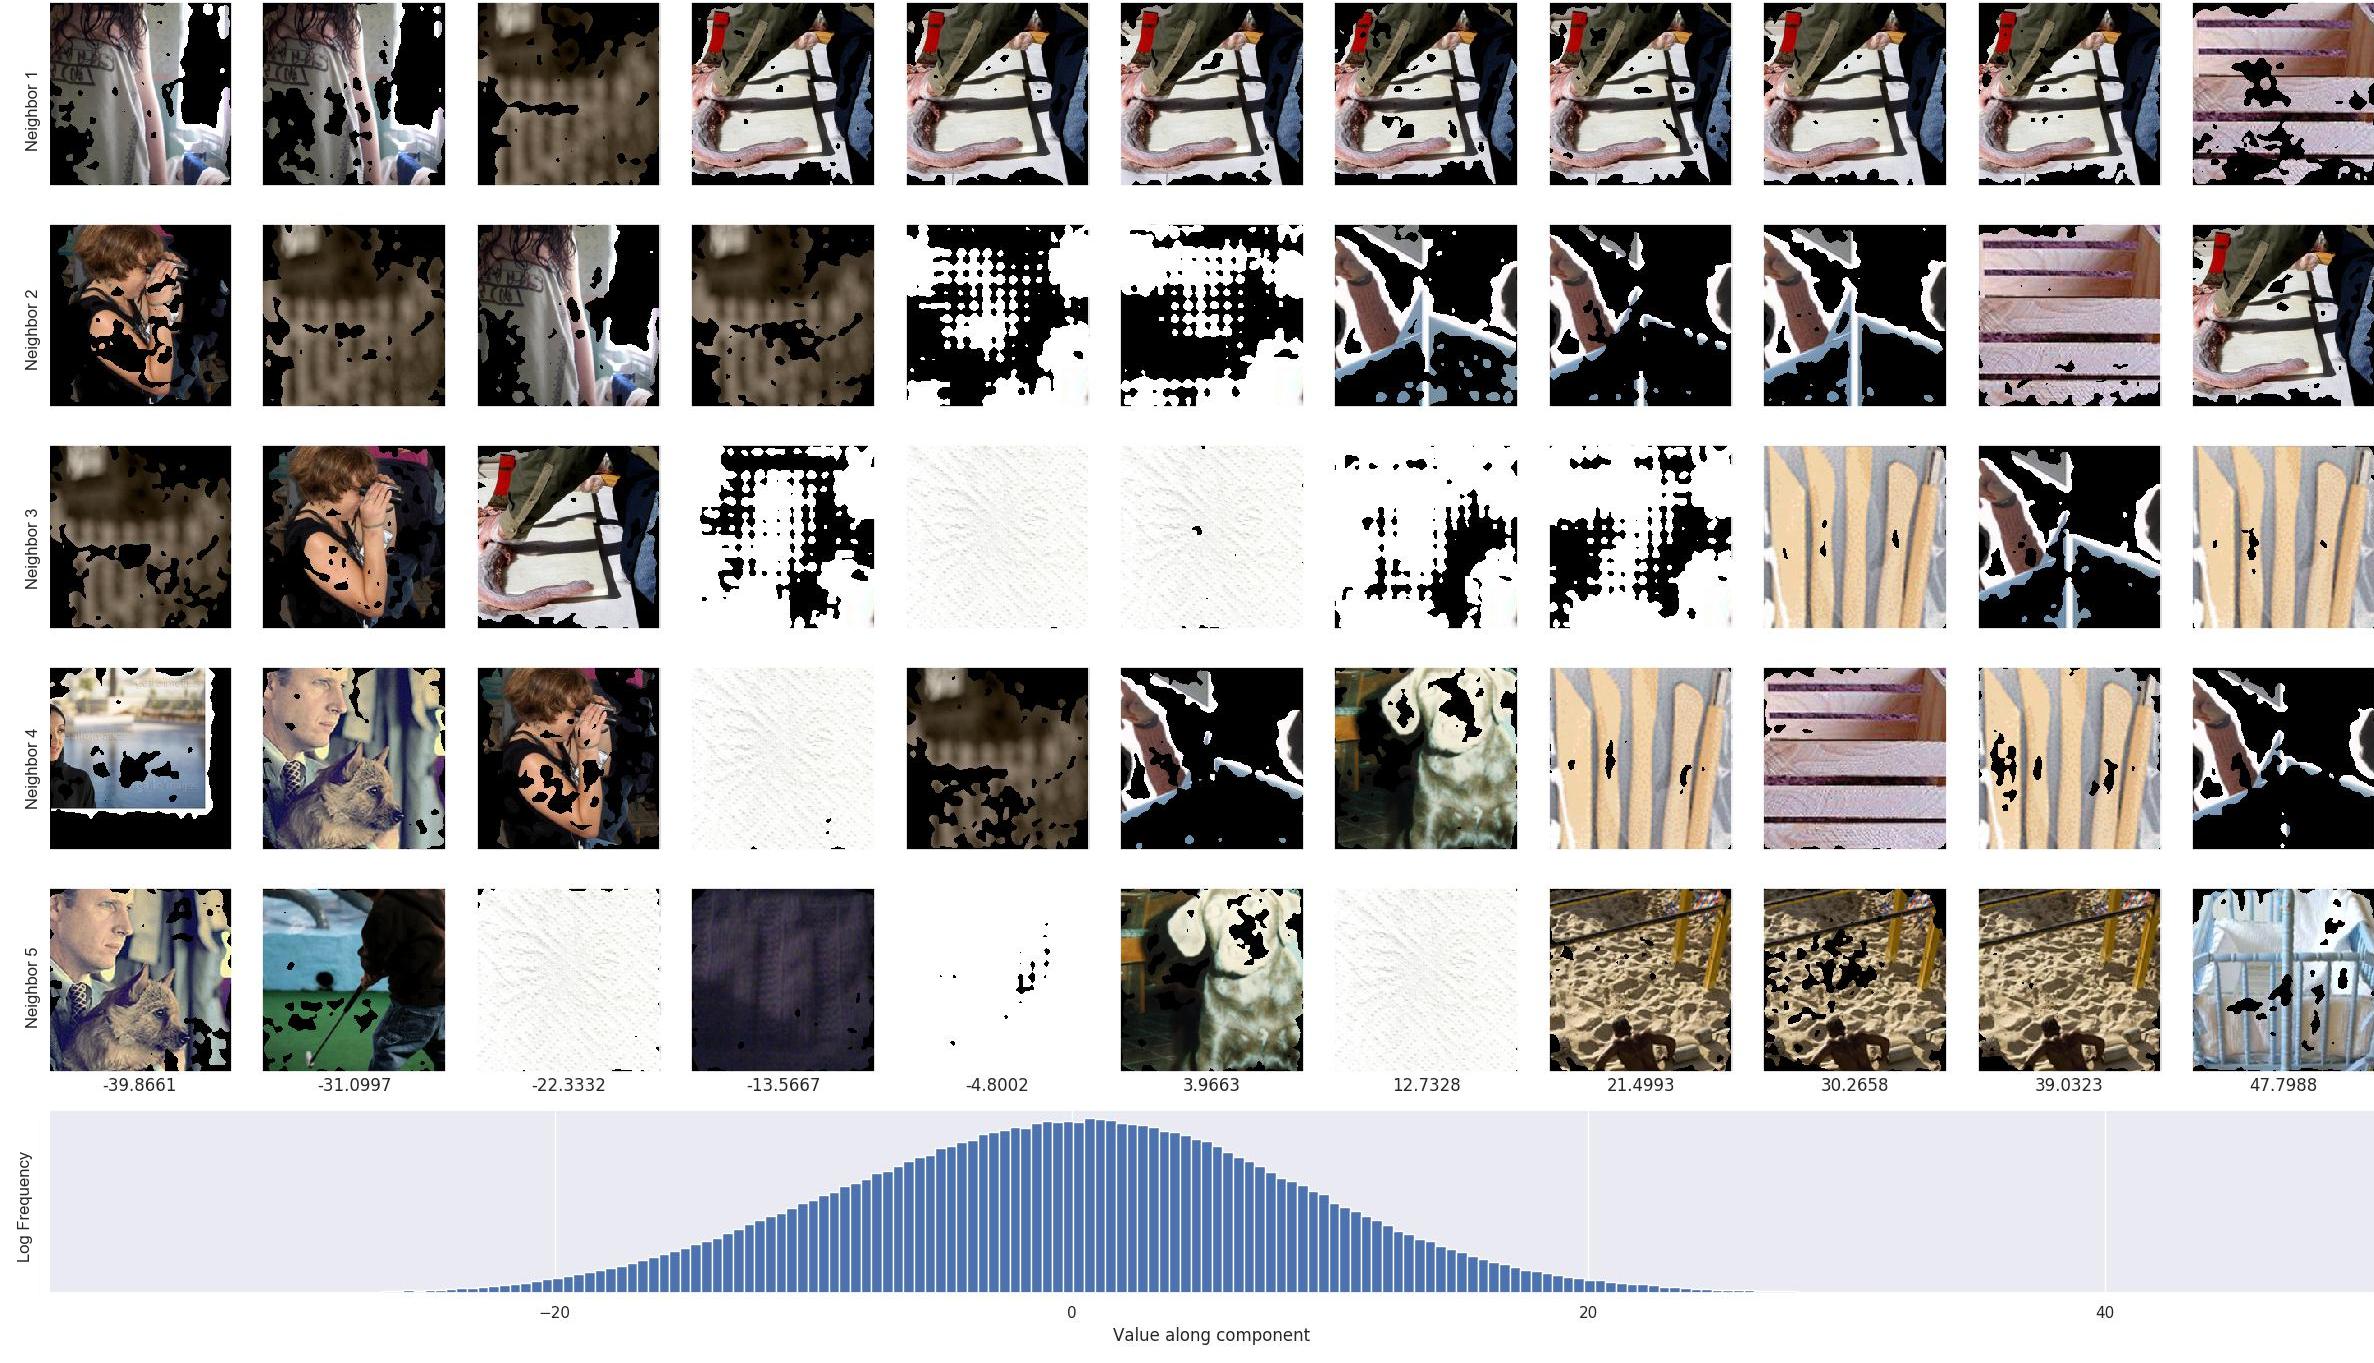 Neighbor 1
Neighbor 2
Neighbor 3
Neighbor 4
Neighbor 5
-39.8661 -31.0997 -22.3332 -13.5667 -4.8002 3.9663 12.7328 21.4993 30.2658 39.0323 47.7988
Log Frequency
−20 0 20 40
Value along component